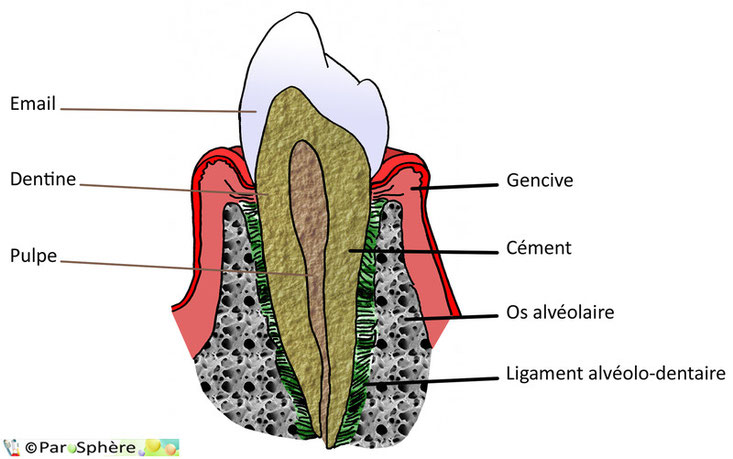 Email
Dentine
Pulpe
Gencive
Cément
Os alvéolaire
Ligament alvéolo-dentaire
©ParoSphère